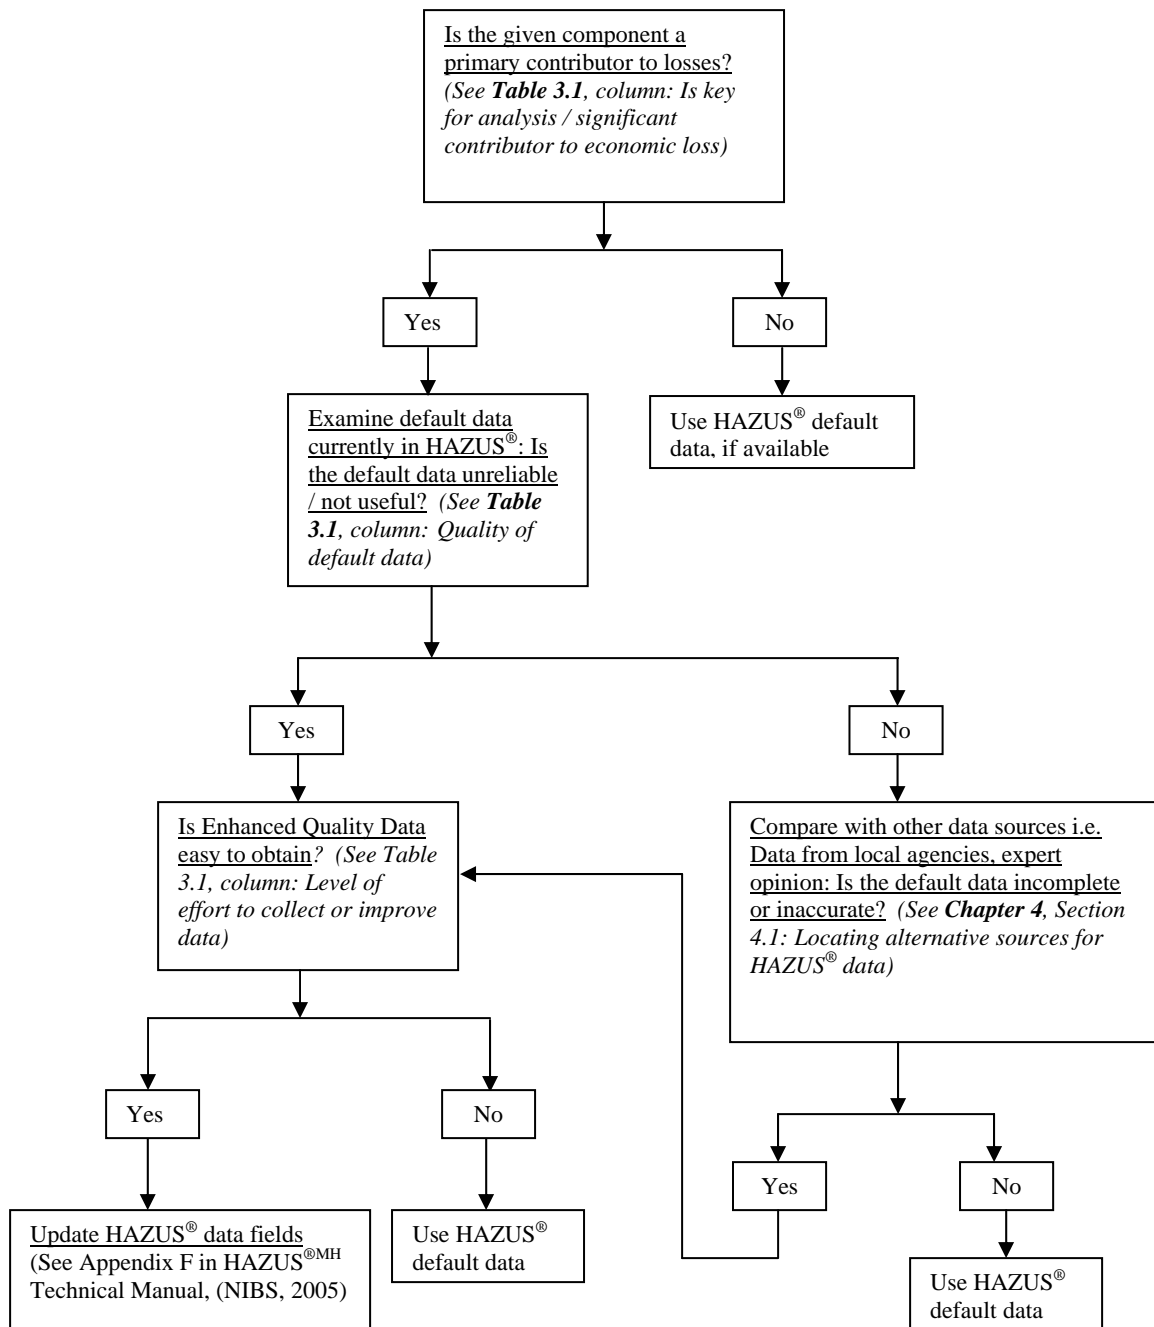 Is the given component a
primary contributor to losses?
(See Table 3.1, column: Is key
for analysis / significant
contributor to economic loss)
Yes
No
Examine default data
currently in HAZUS®: Is
the default data unreliable
/ not useful? (See Table
3.1, column: Quality of
default data)
Use HAZUS® default
data, if available
Yes
No
Is Enhanced Quality Data
easy to obtain? (See Table
3.1, column: Level of
effort to collect or improve
data)
Compare with other data sources i.e.
Data from local agencies, expert
opinion: Is the default data incomplete
or inaccurate? (See Chapter 4, Section
4.1: Locating alternative sources for
HAZUS® data)
Yes
No
Yes
No
Update HAZUS® data fields
(See Appendix F in HAZUS®MH
Technical Manual, (NIBS, 2005)
Use HAZUS®
default data
Use HAZUS®
default data